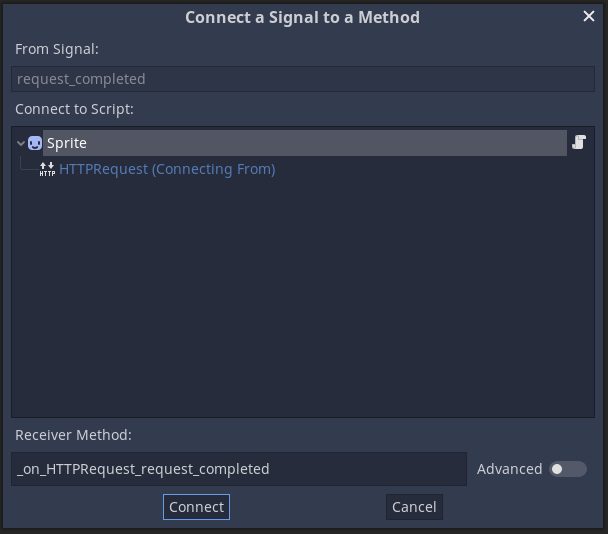 Connect a Signal to a Method
From Signal:
request_completed
Connect to Script:
Sprite
HTTP
HTTPRequest (Connecting From)
Receiver Method:
_on_HTTPRequest_request_completed
Advanced
Connect
Cancel